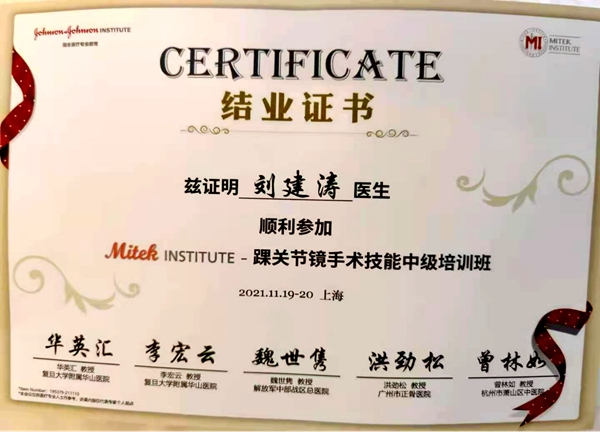 Johnson & Johnson INSTITUTE
MI
MITEK
INSTITUTE
CERTIFICATE
结业证书
兹证明 刘建涛 医生
顺利参加
Mitek INSTITUTE - 踝关节镜手术技能中级培训班
2021.11.19-20 上海
华英汇 李宏云 魏世隽 洪劲松 曾林如
华英汇 教授 李宏云 教授 魏世隽 教授 洪劲松 教授 曾林如 教授
复旦大学附属华山医院 复旦大学附属华山医院 解放军中部战区总医院 广州市正骨医院 杭州市萧山区中医院